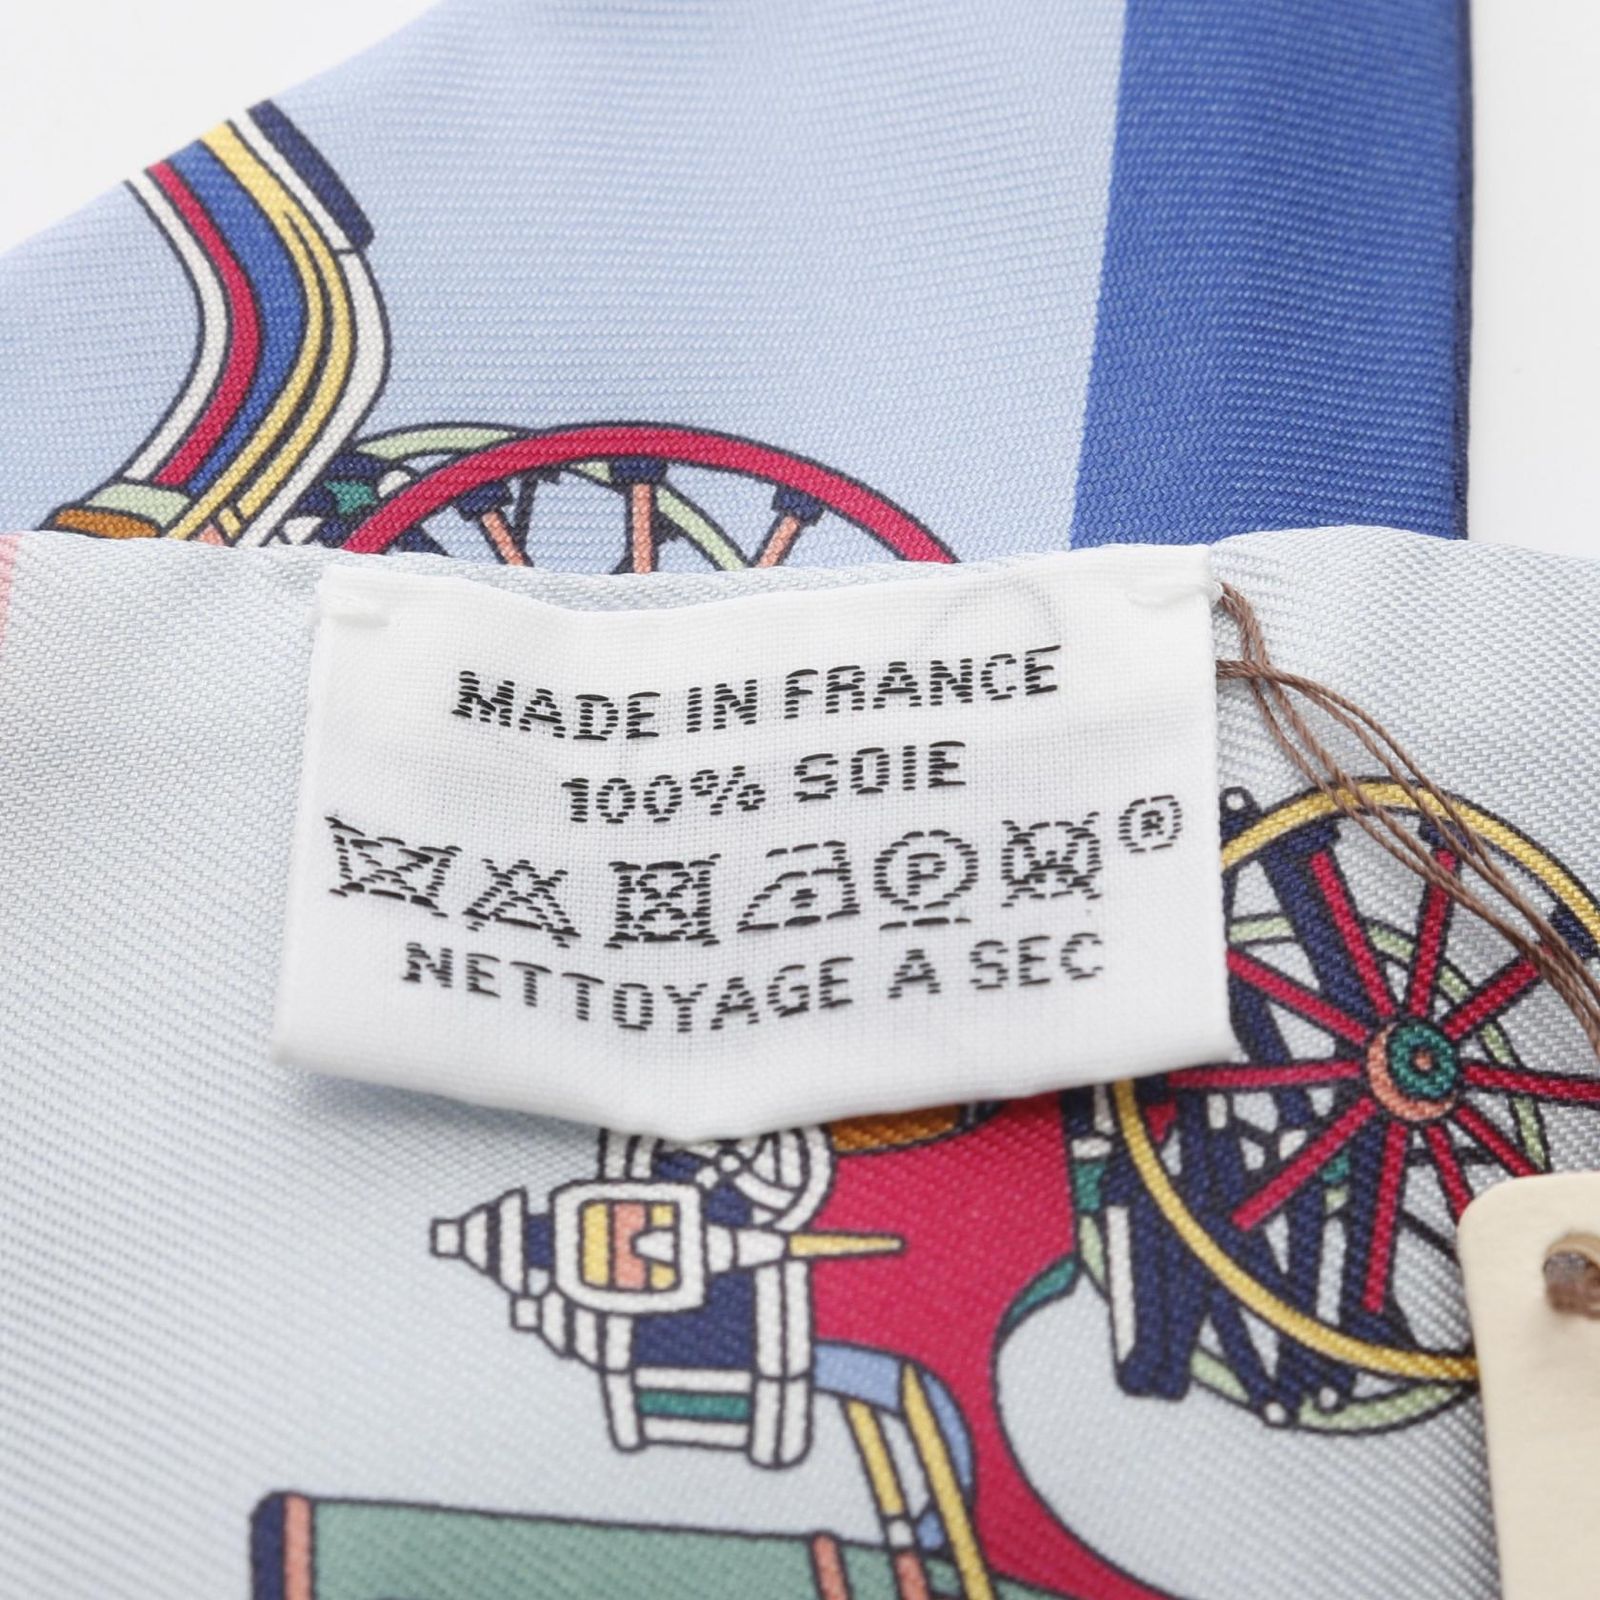 MADE IN FRANCE
100% SOIE
P W ®
NETTOYAGE A SEC